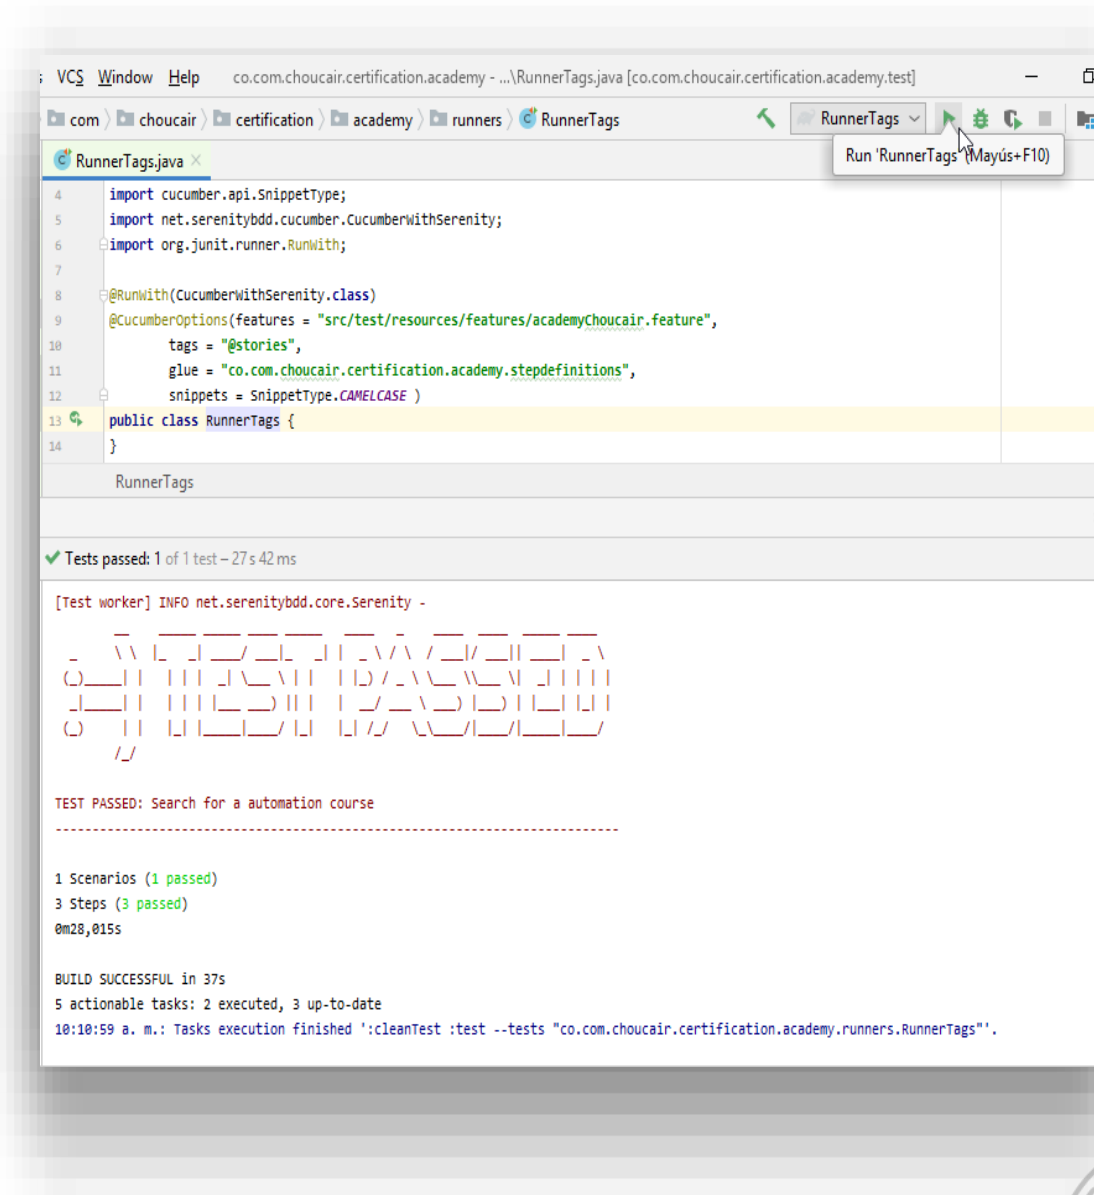 s VCS Window Help co.com.choucair.certification.academy - ...\RunnerTags.java [co.com.choucair.certification.academy.test]
com choucair certification academy runners RunnerTags RunnerTags
RunnerTags.java
Run 'RunnerTags' (Mayús+F10)
4 import cucumber.api.SnippetType;
5 import net.serenitybdd.cucumber.CucumberWithSerenity;
6 import org.junit.runner.RunWith;
7
8 @RunWith(CucumberWithSerenity.class)
9 @CucumberOptions(features = "src/test/resources/features/academyChoucair.feature",
10 tags = "@stories",
11 glue = "co.com.choucair.certification.academy.stepdefinitions",
12 snippets = SnippetType.CAMELCASE )
13 public class RunnerTags {
14 }
RunnerTags
Tests passed: 1 of 1 test – 27 s 42 ms
[Test worker] INFO net.serenitybdd.core.Serenity -
:-) TEST PASSED
TEST PASSED: Search for a automation course
----------------------------------------------------------------------------
1 Scenarios (1 passed)
3 Steps (3 passed)
0m28,015s
BUILD SUCCESSFUL in 37s
5 actionable tasks: 2 executed, 3 up-to-date
10:10:59 a. m.: Tasks execution finished ':cleanTest :test --tests "co.com.choucair.certification.academy.runners.RunnerTags"'.